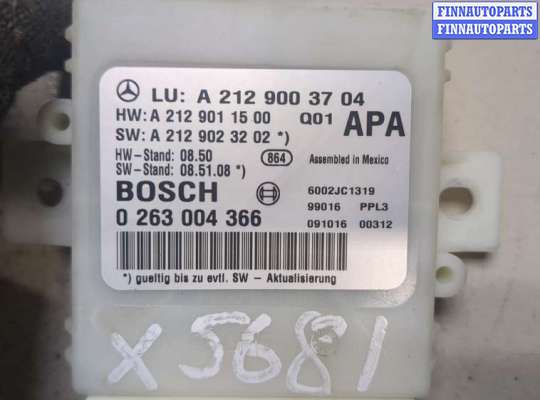 FINNAUTOPARTS
FINNAUTOPARTS
LU: A 212 900 37 04
HW: A 212 901 15 00 Q01 APA
SW: A 212 902 32 02 *)
HW-Stand: 08.50 864 Assembled in Mexico
SW-Stand: 08.51.08 *)
BOSCH 6002JC1319
0 263 004 366 99016 PPL3
091016 00312
*) gueltig bis zu evtl. SW - Aktualisierung
X5681